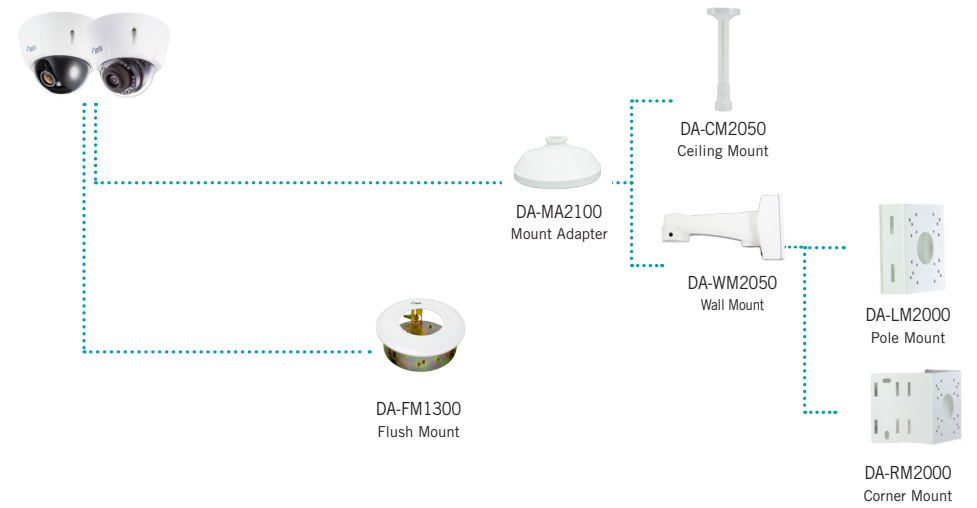 DA-CM2050
Ceiling Mount
DA-MA2100
Mount Adapter
DA-WM2050
Wall Mount
DA-LM2000
Pole Mount
DA-FM1300
Flush Mount
DA-RM2000
Corner Mount